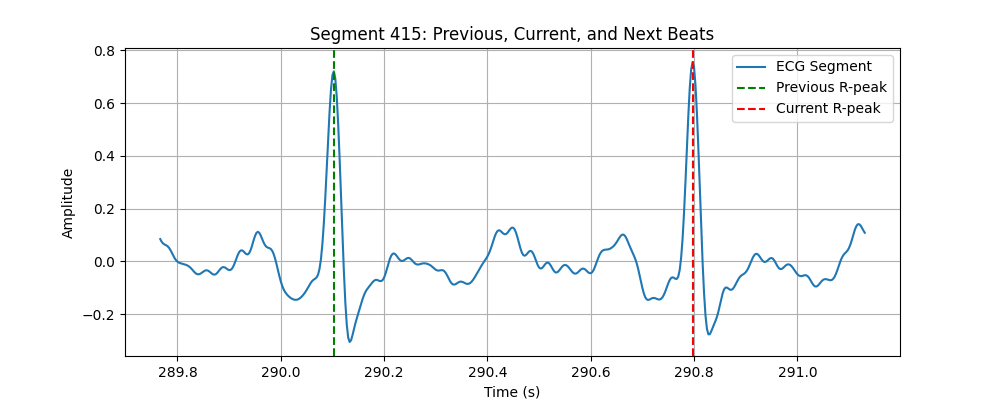 Segment 415: Previous, Current, and Next Beats
ECG Segment
Previous R-peak
Current R-peak
Amplitude
0.8
0.6
0.4
0.2
0.0
−0.2
289.8 290.0 290.2 290.4 290.6 290.8 291.0
Time (s)